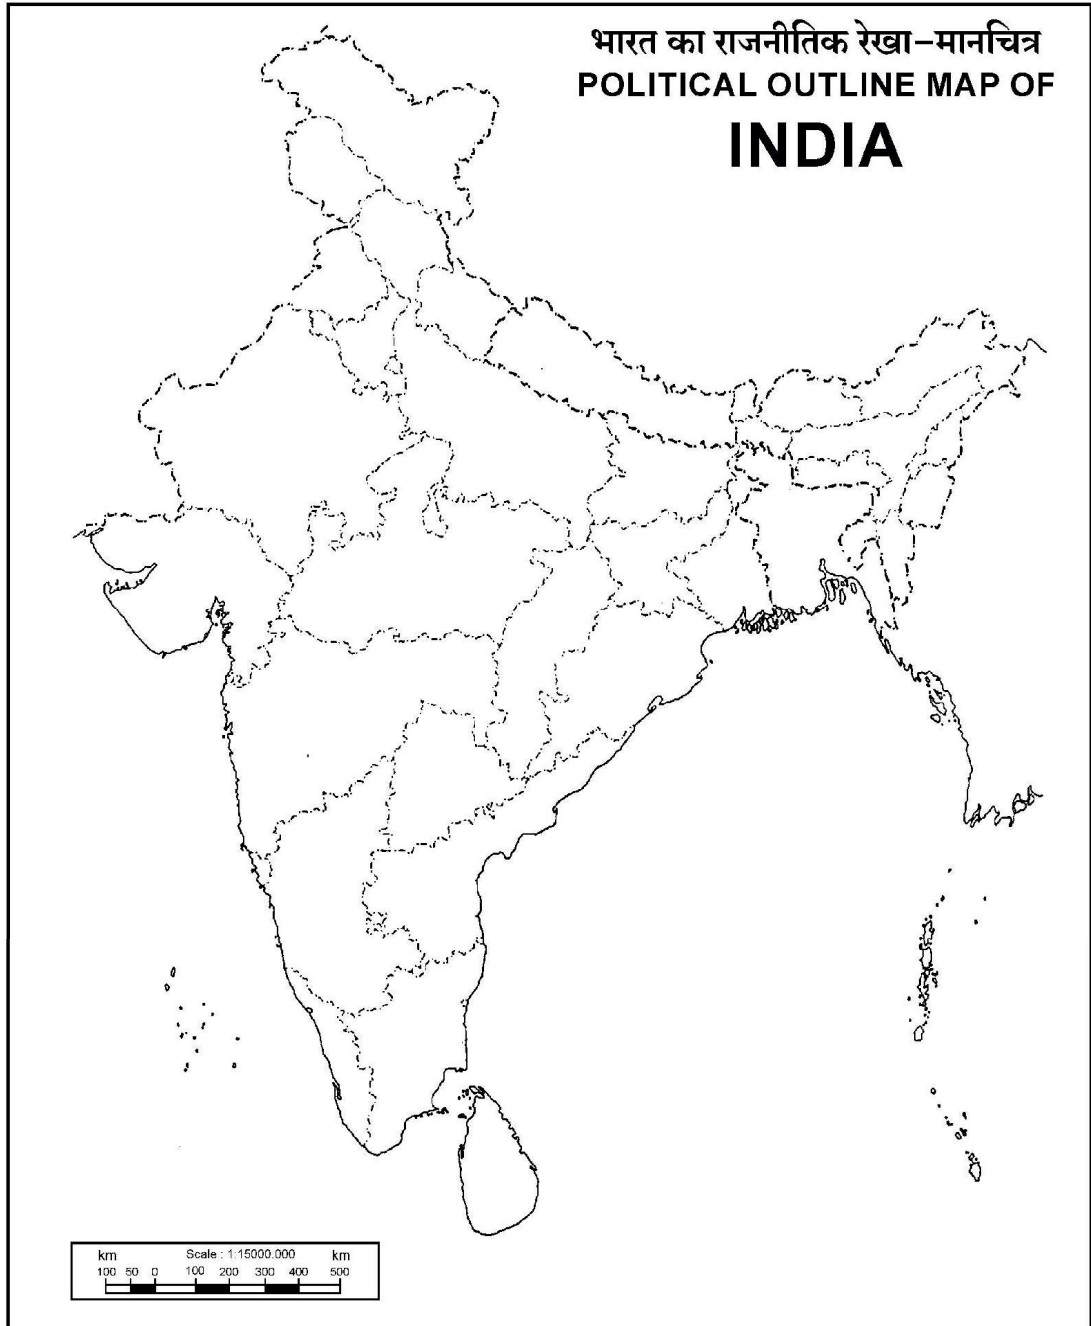 भारत का राजनीतिक रेखा–मानचित्र
POLITICAL OUTLINE MAP OF
INDIA
km Scale : 1:15000.000 km
100 50 0 100 200 300 400 500